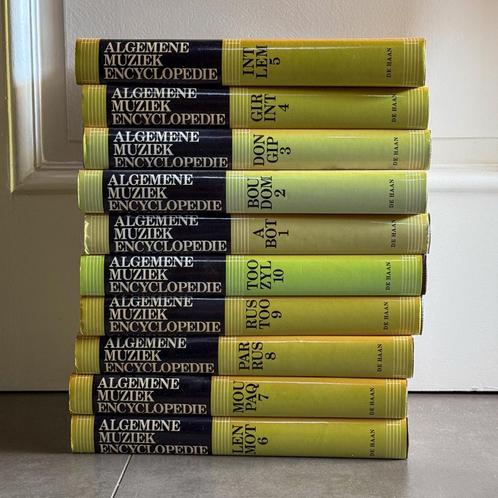 ALGEMENE
MUZIEK
ENCYCLOPEDIE
INT
LEM
5
DE HAAN
ALGEMENE
MUZIEK
ENCYCLOPEDIE
GIR
INT
4
DE HAAN
ALGEMENE
MUZIEK
ENCYCLOPEDIE
DON
GIP
3
DE HAAN
ALGEMENE
MUZIEK
ENCYCLOPEDIE
BOU
DOM
2
DE HAAN
ALGEMENE
MUZIEK
ENCYCLOPEDIE
A
BOT
1
DE HAAN
ALGEMENE
MUZIEK
ENCYCLOPEDIE
TOO
ZYL
10
DE HAAN
ALGEMENE
MUZIEK
ENCYCLOPEDIE
RUS
TOO
9
DE HAAN
ALGEMENE
MUZIEK
ENCYCLOPEDIE
PAR
RUS
8
DE HAAN
ALGEMENE
MUZIEK
ENCYCLOPEDIE
MOU
PAQ
7
DE HAAN
ALGEMENE
MUZIEK
ENCYCLOPEDIE
LEN
MOT
6
DE HAAN